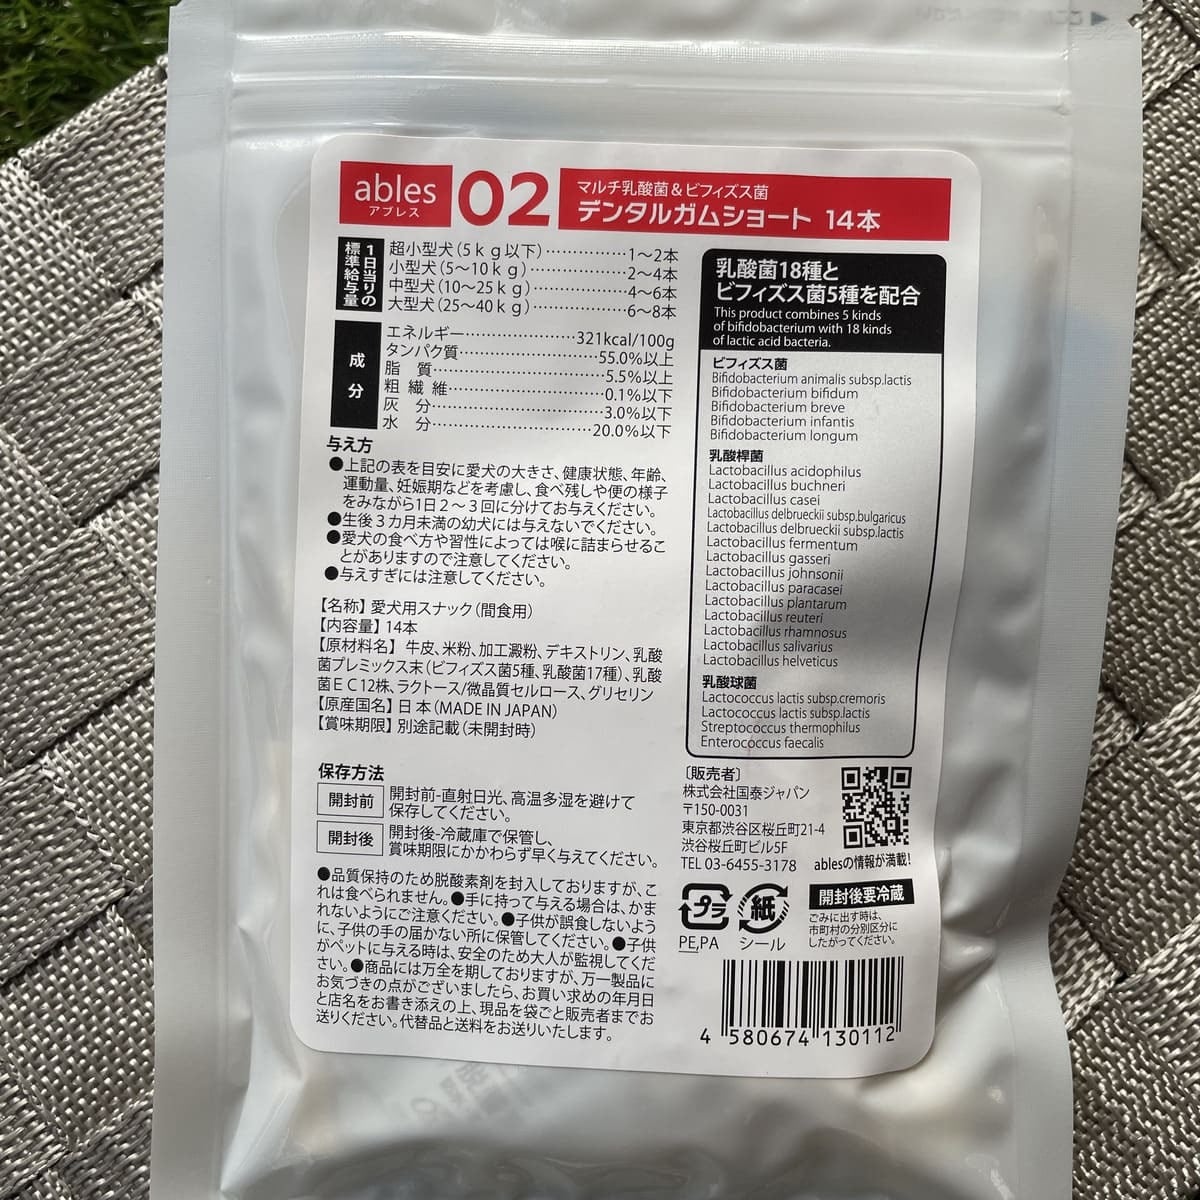 ables
アブレス
02
マルチ乳酸菌&ビフィズス菌
デンタルガムショート 14本
1日当りの
標準給与量
超小型犬(5kg以下)……………1〜2本
小型犬(5〜10kg)………………2〜4本
中型犬(10〜25kg)………………4〜6本
大型犬(25〜40kg)………………6〜8本
成分
エネルギー………………321kcal/100g
タンパク質………………55.0%以上
脂 質………………5.5%以上
粗 繊 維………………0.1%以下
灰 分………………3.0%以下
水 分………………20.0%以下
与え方
●上記の表を目安に愛犬の大きさ、健康状態、年齢、
運動量、妊娠期などを考慮し、食べ残しや便の様子
をみながら1日2〜3回に分けてお与えください。
●生後3カ月未満の幼犬には与えないでください。
●愛犬の食べ方や習性によっては喉に詰まらせるこ
とがありますので注意してください。
●与えすぎには注意してください。
【名称】愛犬用スナック(間食用)
【内容量】14本
【原材料名】 牛皮、米粉、加工澱粉、デキストリン、乳酸
菌プレミックス末(ビフィズス菌5種、乳酸菌17種)、乳酸
菌EC12株、ラクトース/微晶質セルロース、グリセリン
【原産国名】日本(MADE IN JAPAN)
【賞味期限】別途記載(未開封時)
保存方法
開封前
開封前-直射日光、高温多湿を避けて
保存してください。
開封後
開封後-冷蔵庫で保管し、
賞味期限にかかわらず早く与えてください。
●品質保持のため脱酸素剤を封入しておりますが、こ
れは食べられません。●手に持って与える場合は、かま
れないようにご注意ください。●子供が誤食しないよう
に、子供の手の届かない所に保管してください。●子供
がペットに与える時は、安全のため大人が監視してくだ
さい。●商品には万全を期しておりますが、万一製品に
お気づきの点がございましたら、お買い求めの年月日
と店名をお書き添えの上、現品を袋ごと販売者までお
送りください。代替品と送料をお送りいたします。
乳酸菌18種と
ビフィズス菌5種を配合
This product combines 5 kinds
of bifidobacterium with 18 kinds
of lactic acid bacteria.
ビフィズス菌
Bifidobacterium animalis subsp.lactis
Bifidobacterium bifidum
Bifidobacterium breve
Bifidobacterium infantis
Bifidobacterium longum
乳酸桿菌
Lactobacillus acidophilus
Lactobacillus buchneri
Lactobacillus casei
Lactobacillus delbrueckii subsp.bulgaricus
Lactobacillus delbrueckii subsp.lactis
Lactobacillus fermentum
Lactobacillus gasseri
Lactobacillus johnsonii
Lactobacillus paracasei
Lactobacillus plantarum
Lactobacillus reuteri
Lactobacillus rhamnosus
Lactobacillus salivarius
Lactobacillus helveticus
乳酸球菌
Lactococcus lactis subsp.cremoris
Lactococcus lactis subsp.lactis
Streptococcus thermophilus
Enterococcus faecalis
〔販売者〕
株式会社国泰ジャパン
〒150-0031
東京都渋谷区桜丘町21-4
渋谷桜丘町ビル5F
TEL 03-6455-3178
ablesの情報が満載!
プラ
PE,PA
紙
シール
開封後要冷蔵
ごみに出す時は、
市町村の分別区分に
したがってください。
4 580674 130112